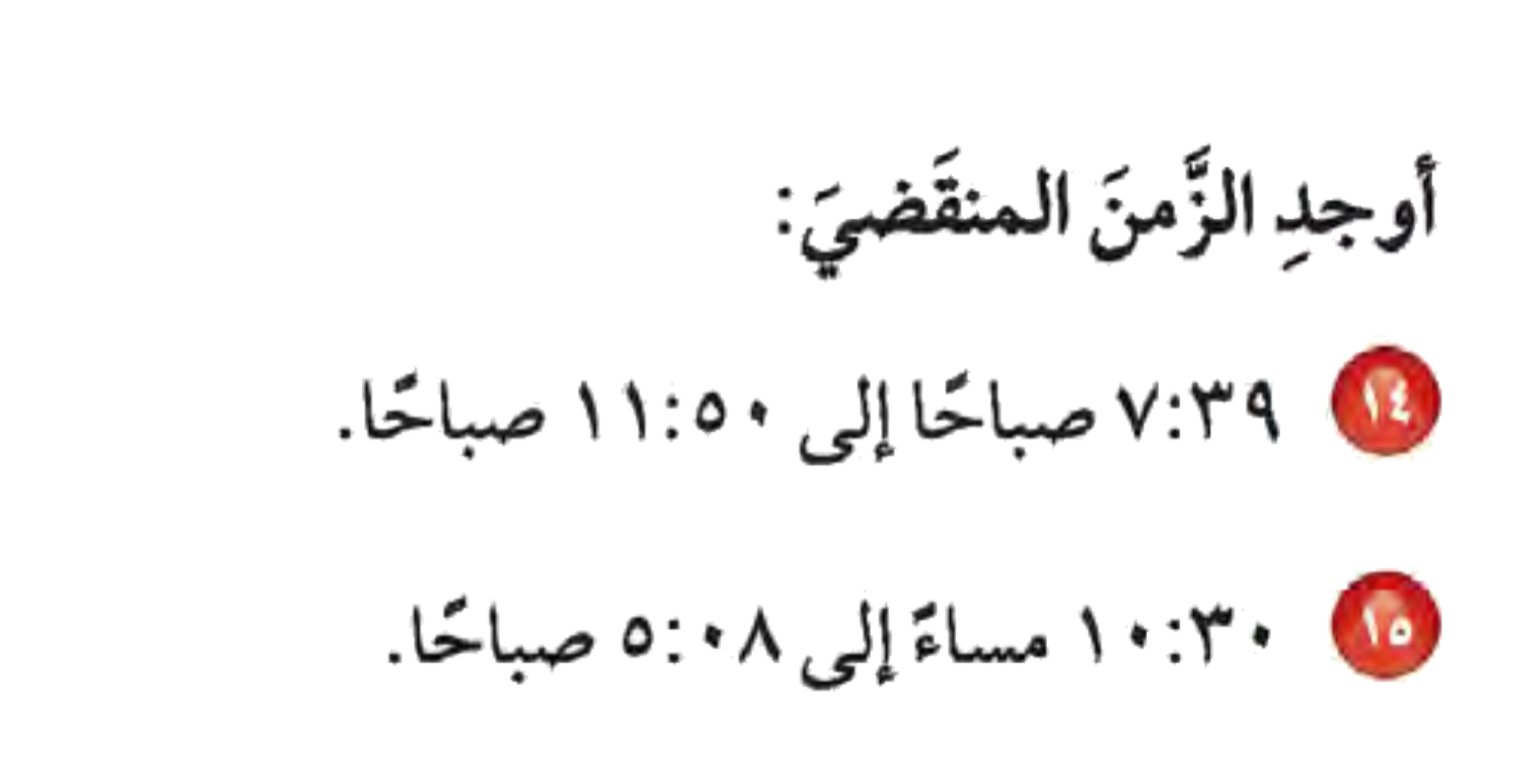 أوجدِ الزَّمنَ المنقَضيَ:
١٤ ٧:٣٩ صباحًا إلى ١١:٥٠ صباحًا.
١٥ ١٠:٣٠ مساءً إلى ٥:٠٨ صباحًا.